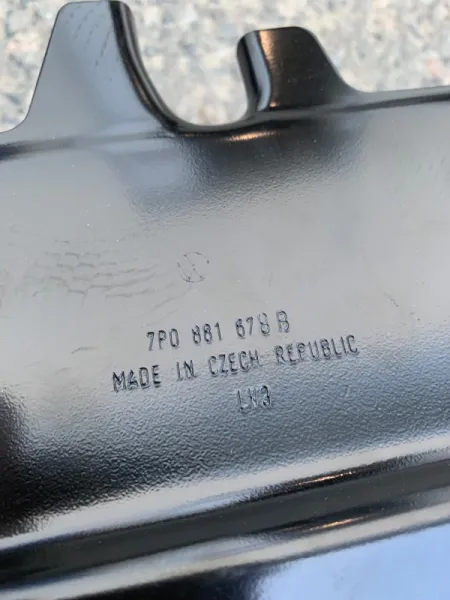 7P0 881 678 B
MADE IN CZECH REPUBLIC
LN3